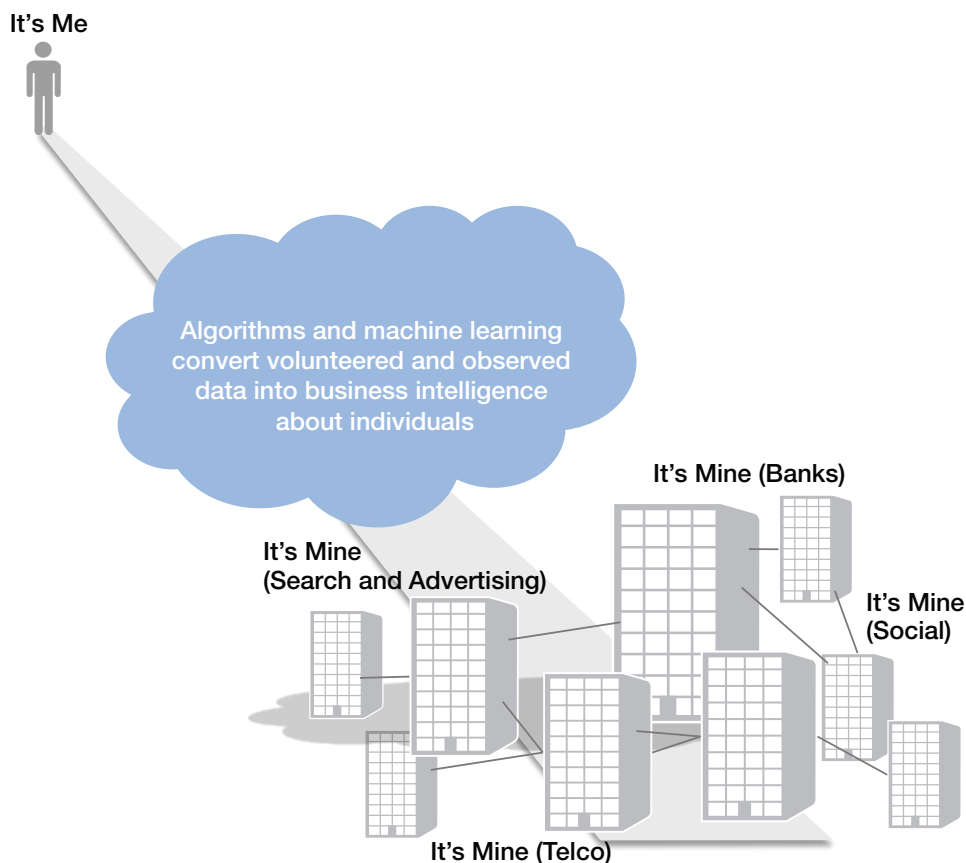 It's Me
Algorithms and machine learning
convert volunteered and observed
data into business intelligence
about individuals
It's Mine (Banks)
It's Mine
(Search and Advertising)
It's Mine
(Social)
It's Mine (Telco)